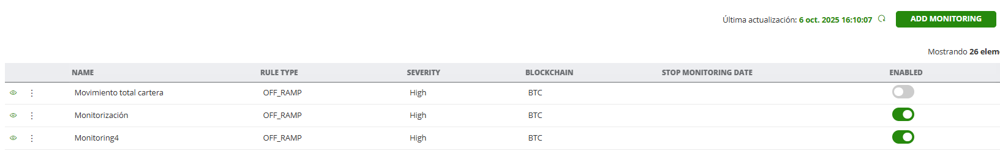 Última actualización: 6 oct. 2025 16:10:07 ADD MONITORING
Mostrando 26 elem
NAME RULE TYPE SEVERITY BLOCKCHAIN STOP MONITORING DATE ENABLED
Movimiento total cartera OFF_RAMP High BTC
Monitorización OFF_RAMP High BTC
Monitoring4 OFF_RAMP High BTC